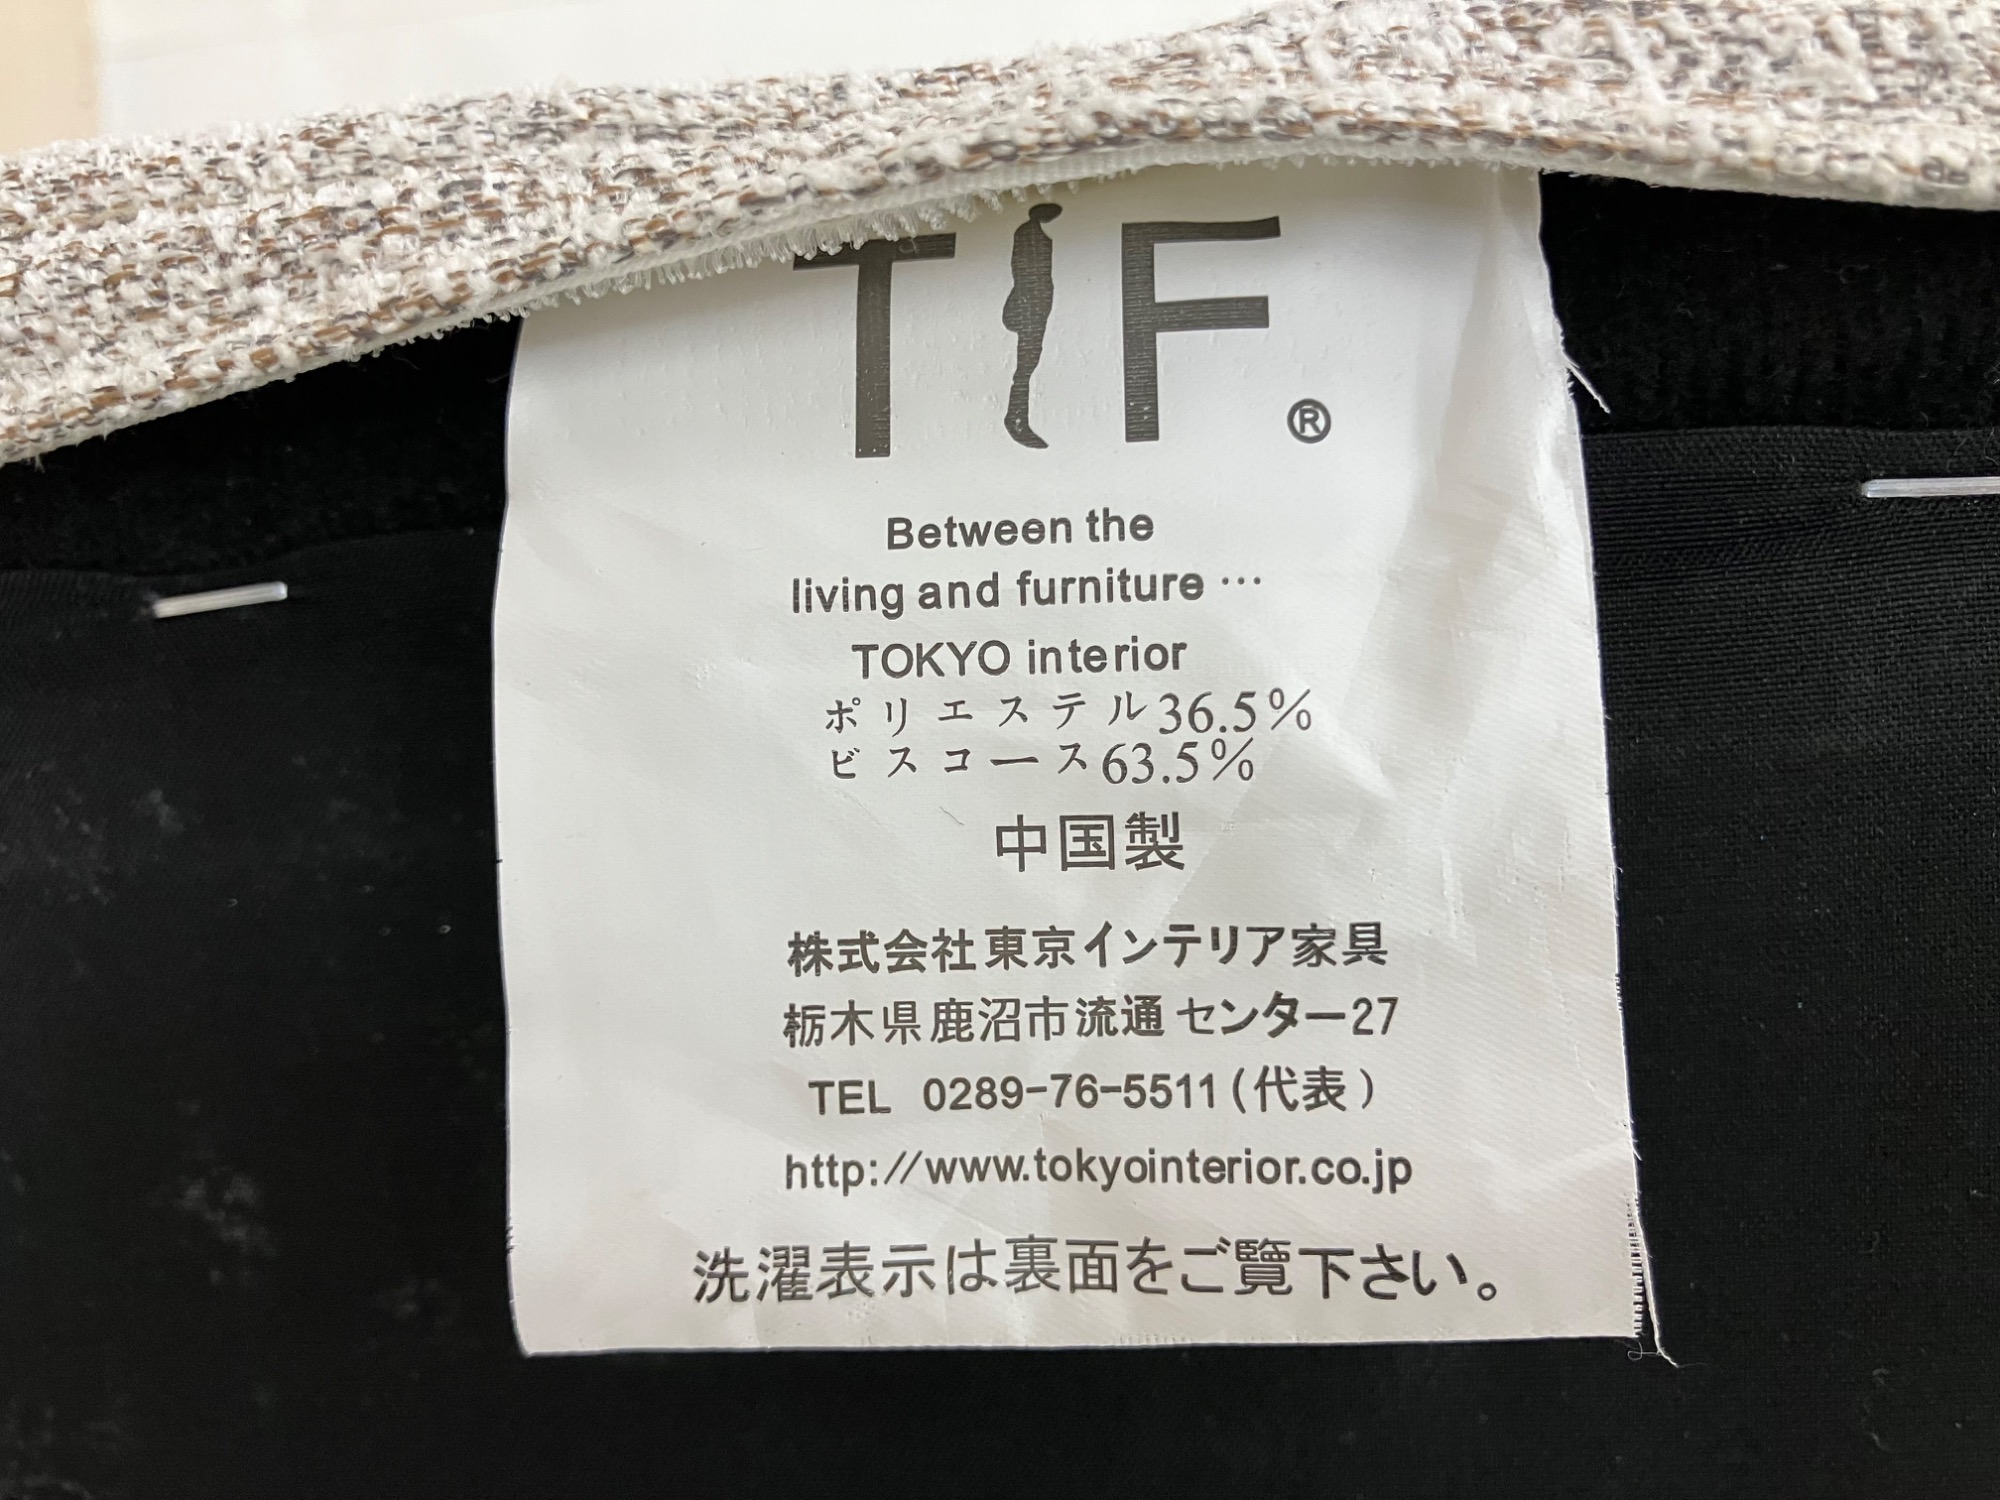 TIF®
Between the
living and furniture …
TOKYO interior
ポリエステル36.5%
ビスコース63.5%
中国製
株式会社東京インテリア家具
栃木県鹿沼市流通センター27
TEL 0289-76-5511(代表)
http://www.tokyointerior.co.jp
洗濯表示は裏面をご覧下さい。